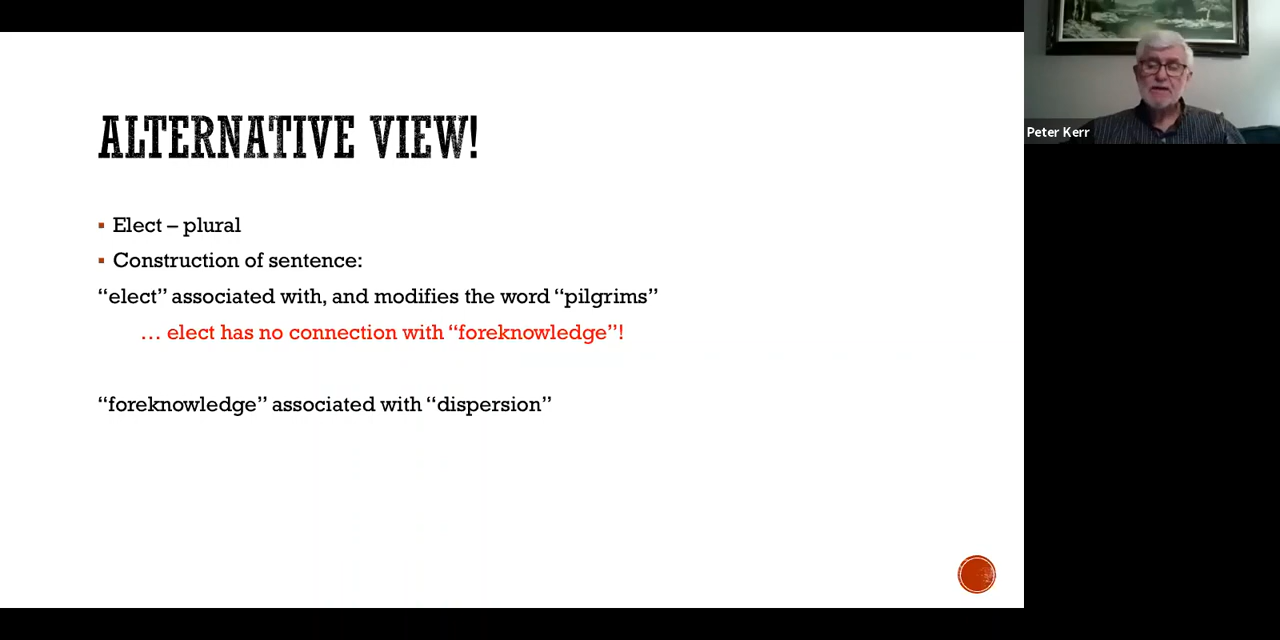 ALTERNATIVE VIEW!
Elect – plural
Construction of sentence:
“elect” associated with, and modifies the word “pilgrims”
… elect has no connection with “foreknowledge”!
“foreknowledge” associated with “dispersion”
Peter Kerr